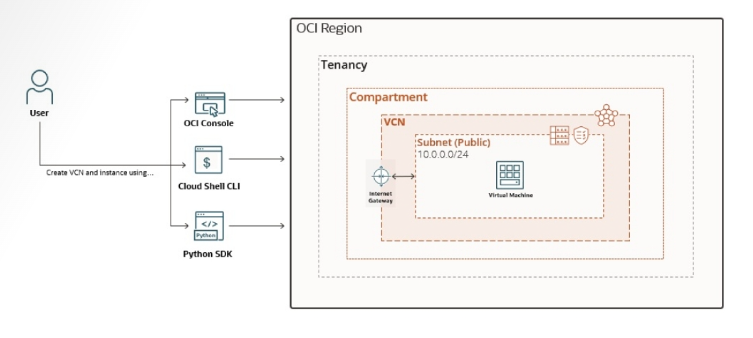 OCI Region
Tenancy
Compartment
VCN
Subnet (Public)
10.0.0.0/24
User
OCI Console
Create VCN and instance using...
$
Cloud Shell CLI
Internet
Gateway
Virtual Machine
</>
Python
Python SDK